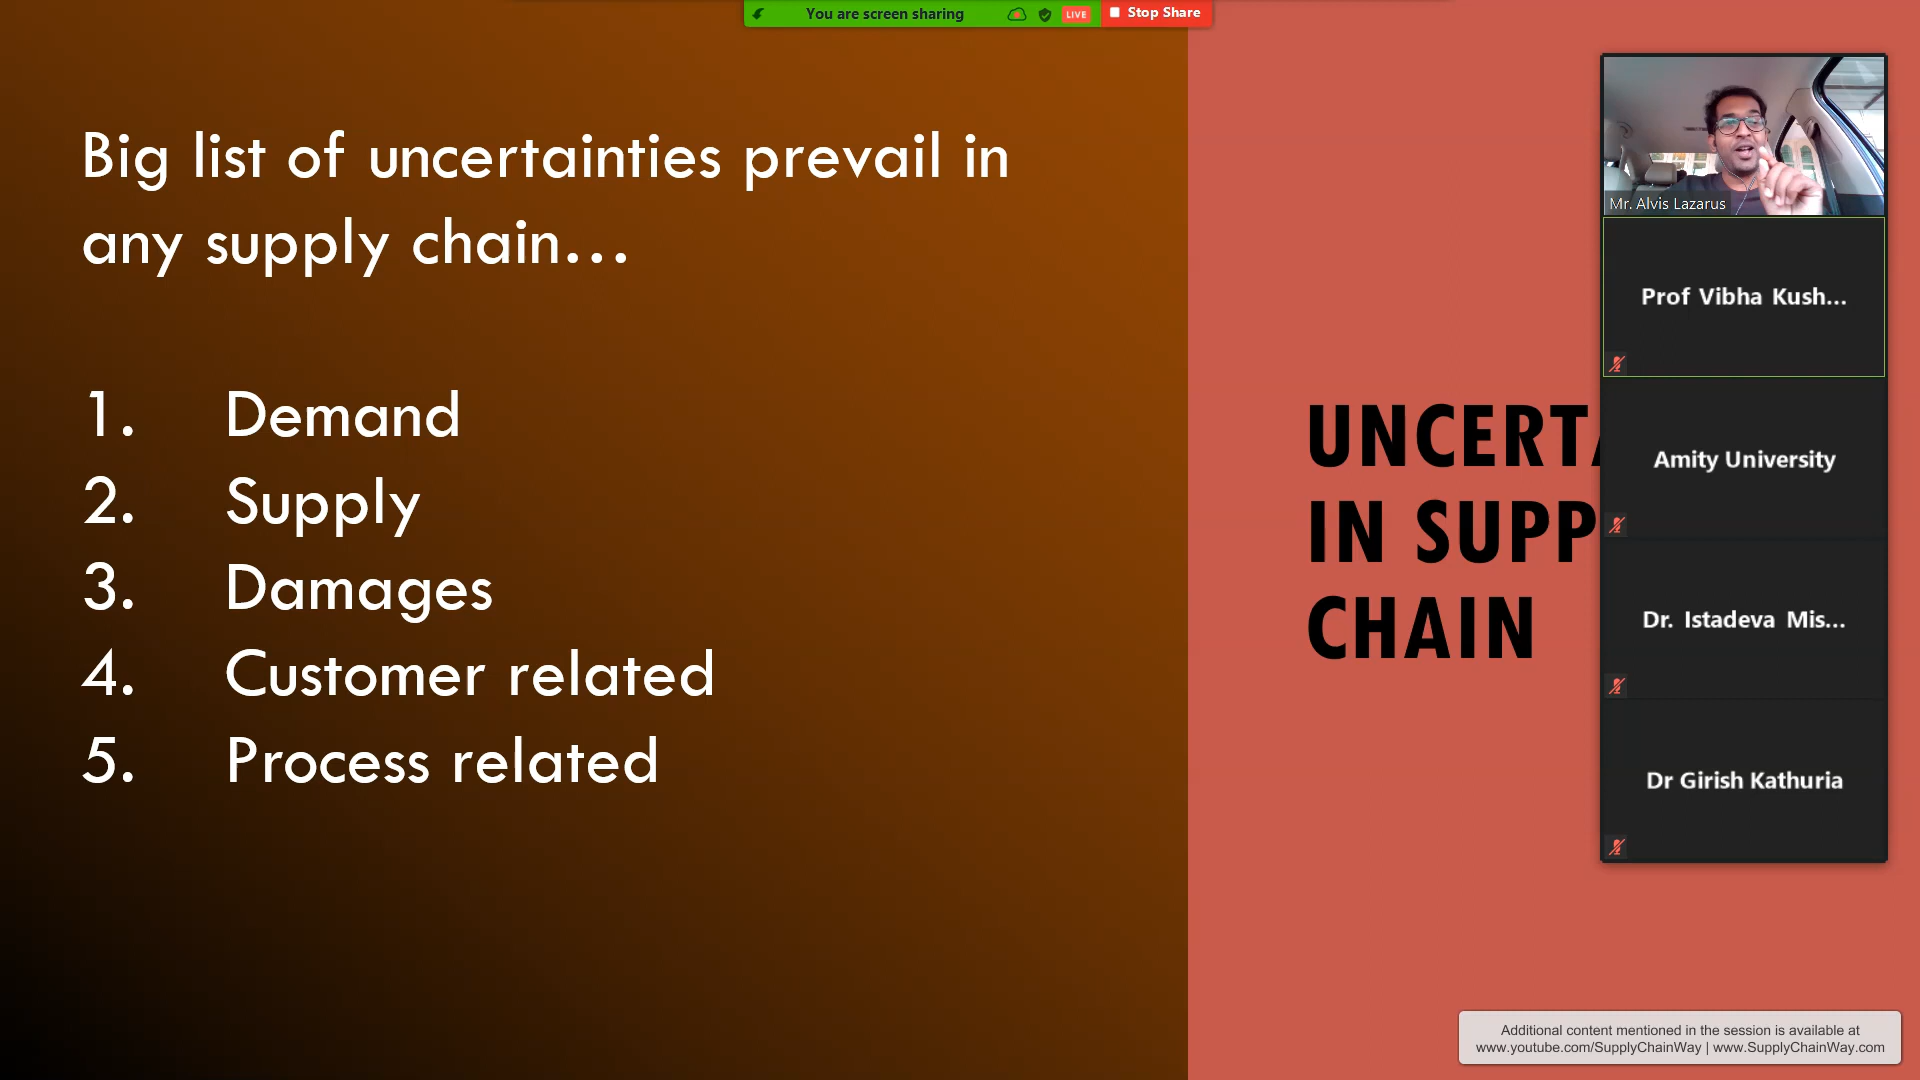 You are screen sharing
LIVE
Stop Share
Big list of uncertainties prevail in
any supply chain...
1. Demand
2. Supply
3. Damages
4. Customer related
5. Process related
UNCERTA
IN SUPP
CHAIN
Mr. Alvis Lazarus
Prof Vibha Kush...
Amity University
Dr. Istadeva Mis...
Dr Girish Kathuria
Additional content mentioned in the session is available at
www.youtube.com/SupplyChainWay | www.SupplyChainWay.com